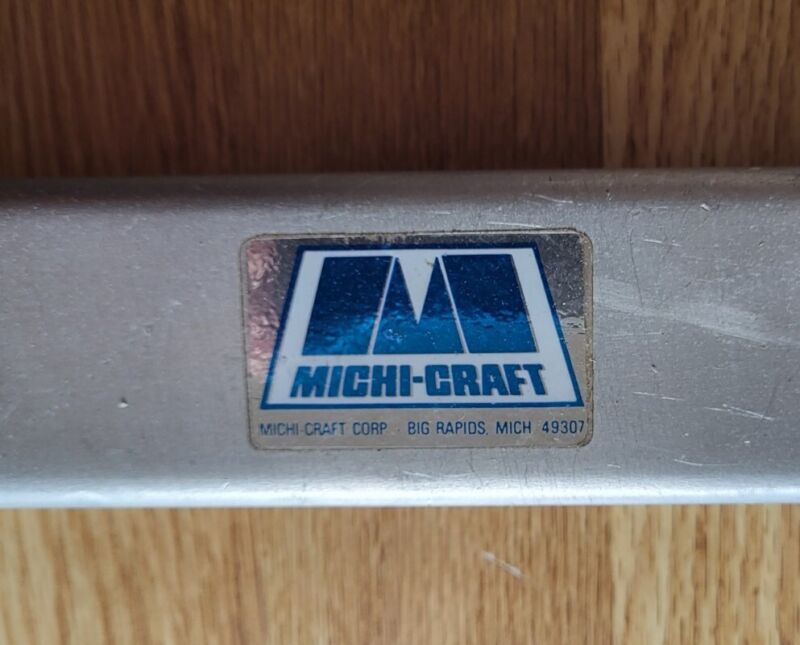 MICHI-CRAFT
MICHI-CRAFT CORP - BIG RAPIDS, MICH 49307